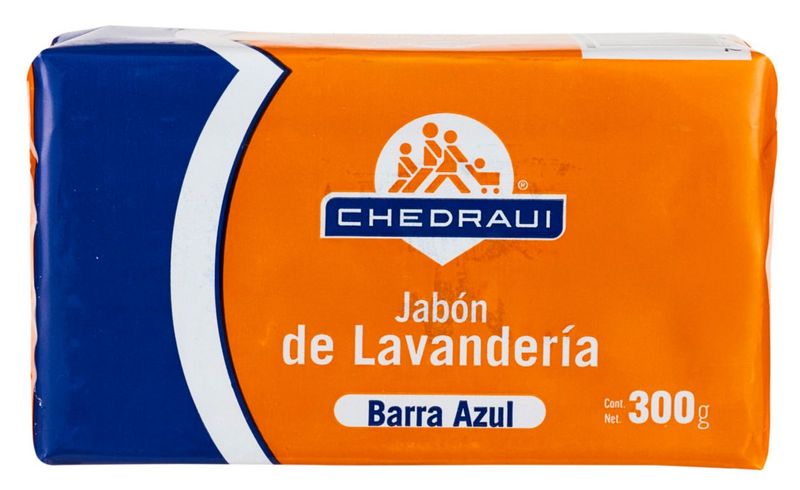 CHEDRAUI®
Jabón
de Lavandería
Barra Azul
Cont.
Net. 300g